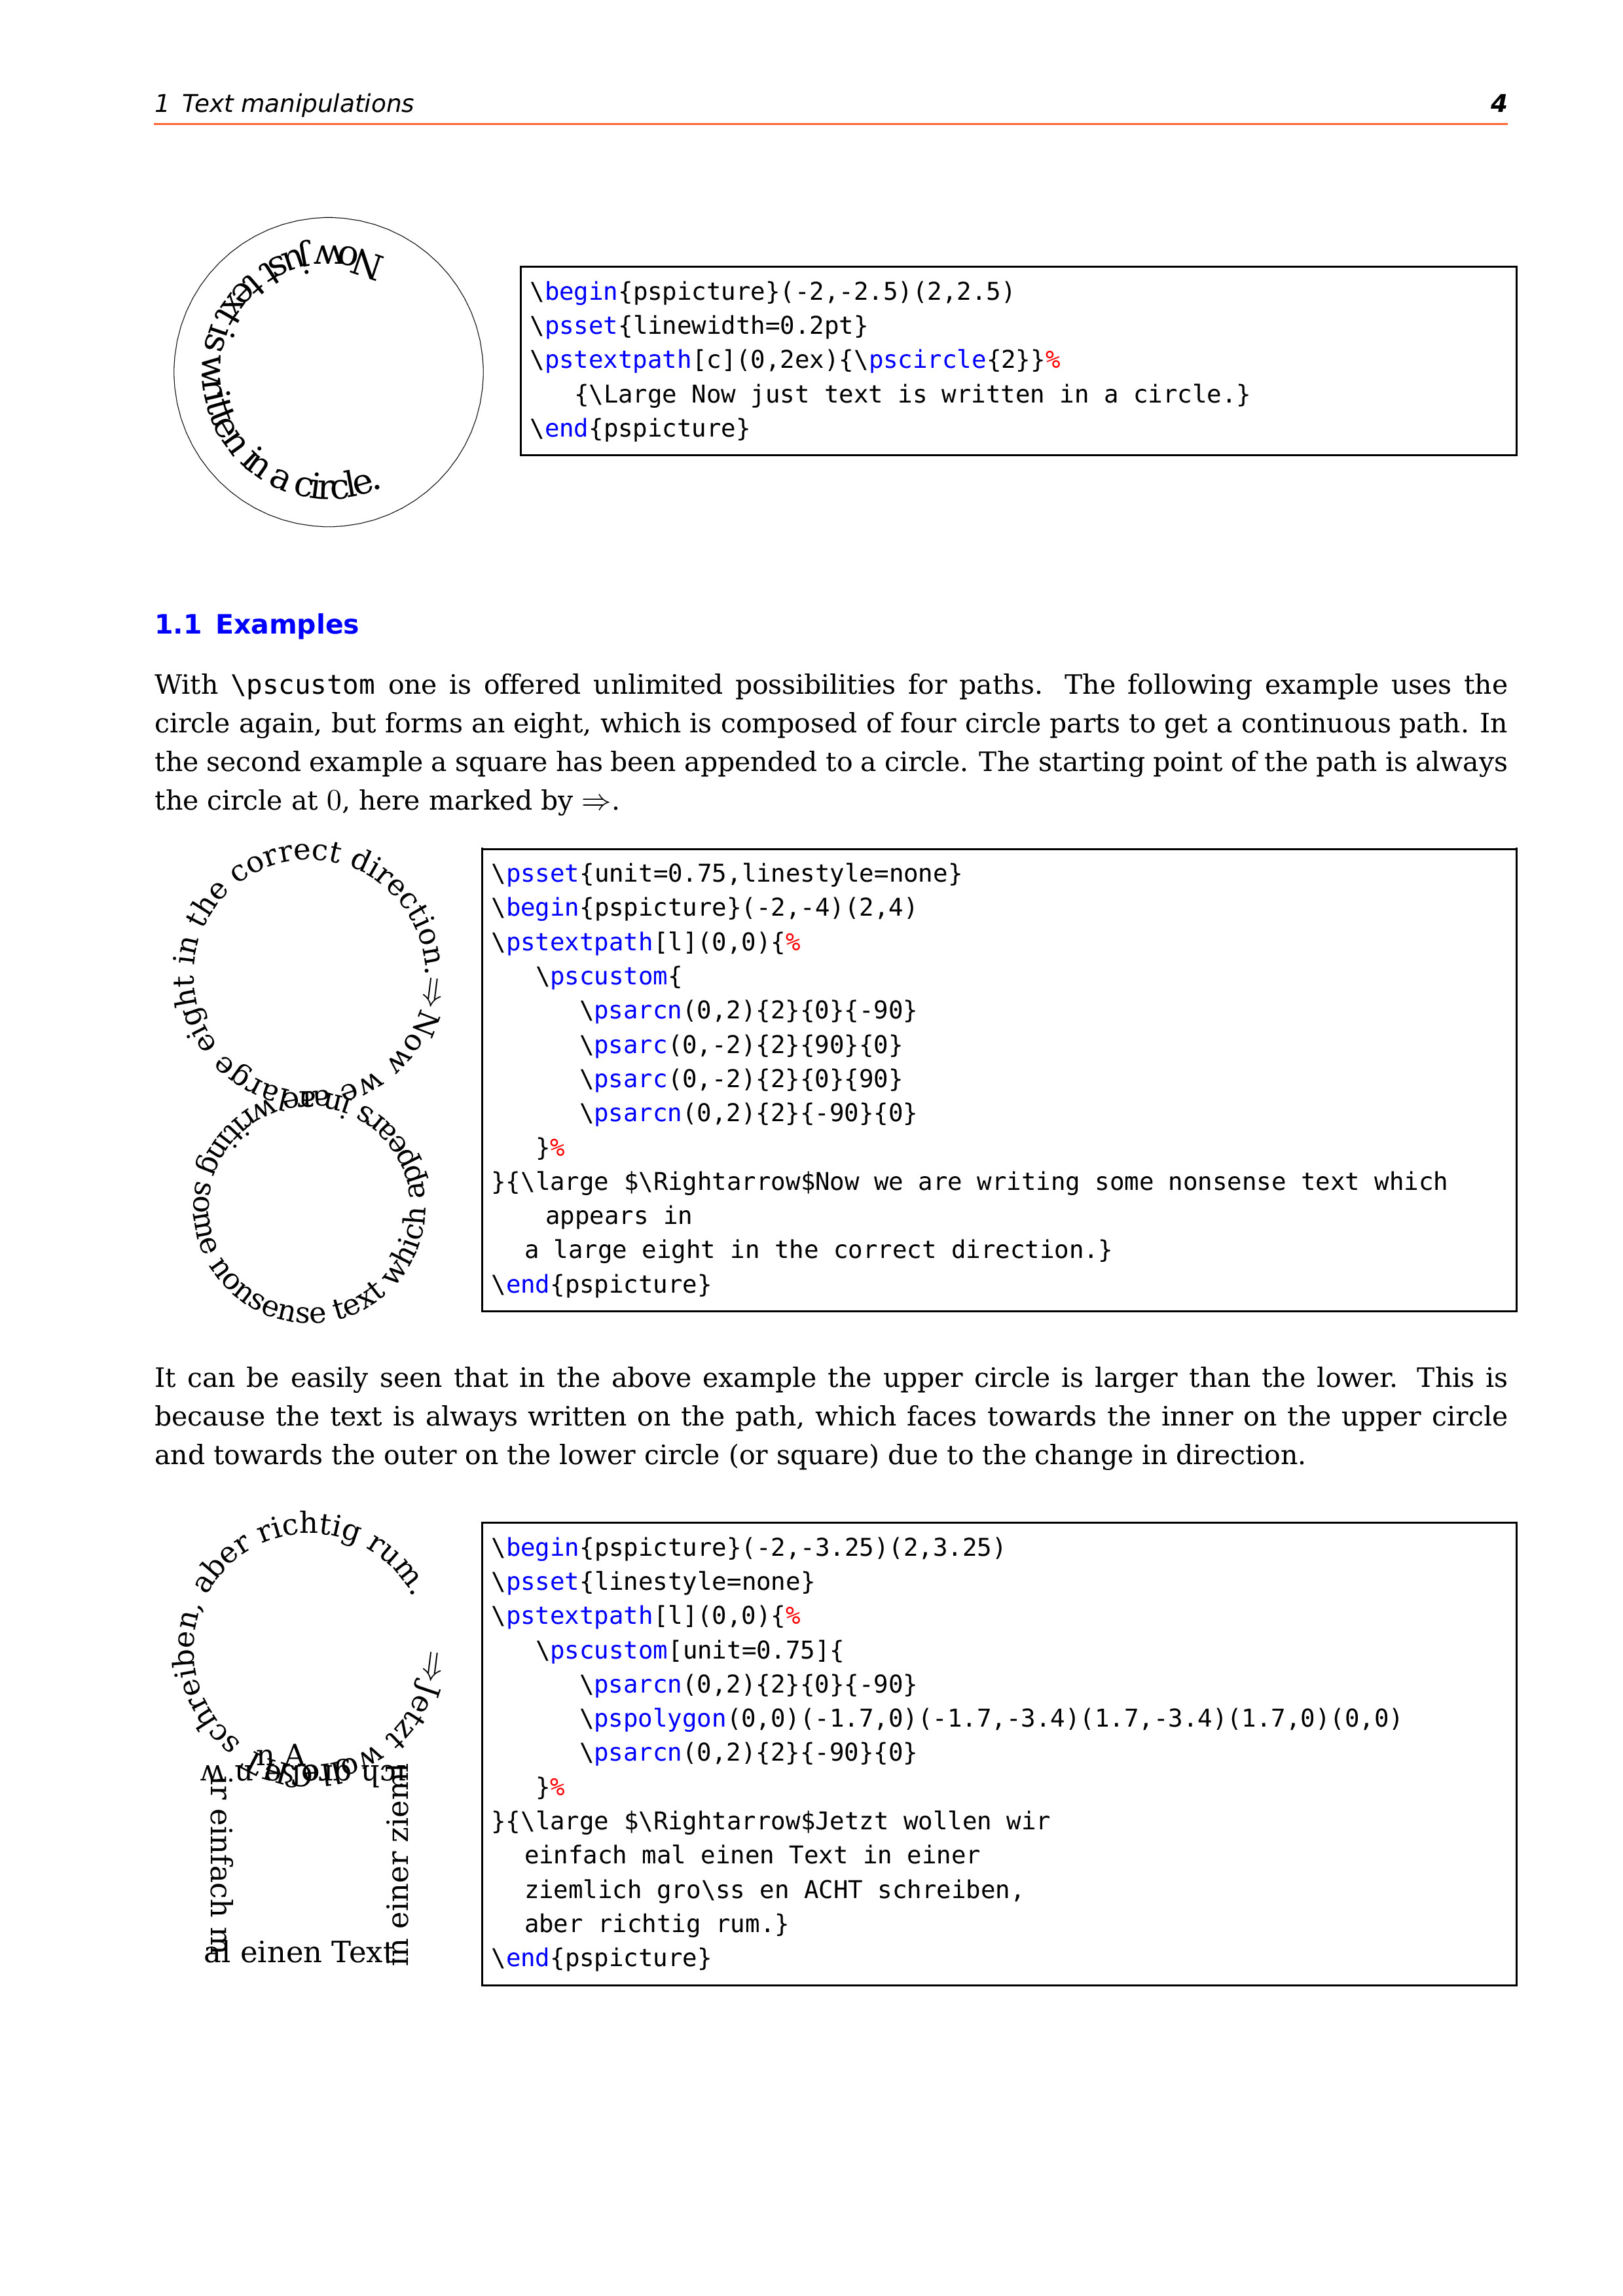 1 Text manipulations 4
Now just text is written in a circle.
\begin{pspicture}(-2,-2.5)(2,2.5)
\psset{linewidth=0.2pt}
\pstextpath[c](0,2ex){\pscircle{2}}%
{\Large Now just text is written in a circle.}
\end{pspicture}
1.1 Examples
With \pscustom one is offered unlimited possibilities for paths. The following example uses the
circle again, but forms an eight, which is composed of four circle parts to get a continuous path. In
the second example a square has been appended to a circle. The starting point of the path is always
the circle at 0, here marked by ⇒.
⇒Now we are writing some nonsense text which appears in a large eight in the correct direction.
\psset{unit=0.75,linestyle=none}
\begin{pspicture}(-2,-4)(2,4)
\pstextpath[l](0,0){%
\pscustom{
\psarcn(0,2){2}{0}{-90}
\psarc(0,-2){2}{90}{0}
\psarc(0,-2){2}{0}{90}
\psarcn(0,2){2}{-90}{0}
}%
}{\large $\Rightarrow$Now we are writing some nonsense text which
appears in
a large eight in the correct direction.}
\end{pspicture}
It can be easily seen that in the above example the upper circle is larger than the lower. This is
because the text is always written on the path, which faces towards the inner on the upper circle
and towards the outer on the lower circle (or square) due to the change in direction.
⇒Jetzt wollen wir einfach mal einen Text in einer ziemlich große n ACHT schreiben, aber richtig rum.
\begin{pspicture}(-2,-3.25)(2,3.25)
\psset{linestyle=none}
\pstextpath[l](0,0){%
\pscustom[unit=0.75]{
\psarcn(0,2){2}{0}{-90}
\pspolygon(0,0)(-1.7,0)(-1.7,-3.4)(1.7,-3.4)(1.7,0)(0,0)
\psarcn(0,2){2}{-90}{0}
}%
}{\large $\Rightarrow$Jetzt wollen wir
einfach mal einen Text in einer
ziemlich gro\ss en ACHT schreiben,
aber richtig rum.}
\end{pspicture}